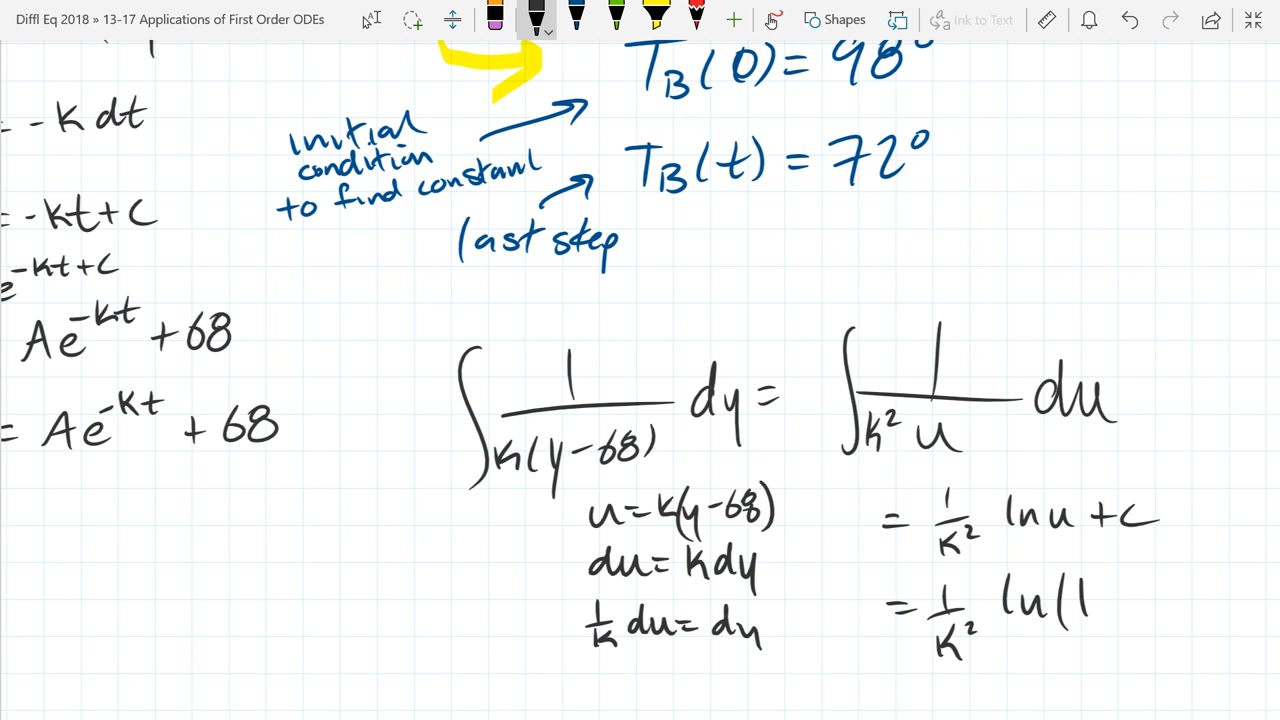 Diffl Eq 2018 » 13-17 Applications of First Order ODEs
Shapes
Ink to Text
= -k dt
= -kt + C
e^{-kt+c}
Ae^{-kt} + 68
= Ae^{-kt} + 68
T_B(0) = 98°
initial condition to find constant
T_B(t) = 72°
last step
∫ 1/(k(y-68)) dy = ∫ 1/(k² u) du
u = k(y-68)
du = k dy
1/k du = dy
= 1/k² ln u + C
= 1/k² ln(